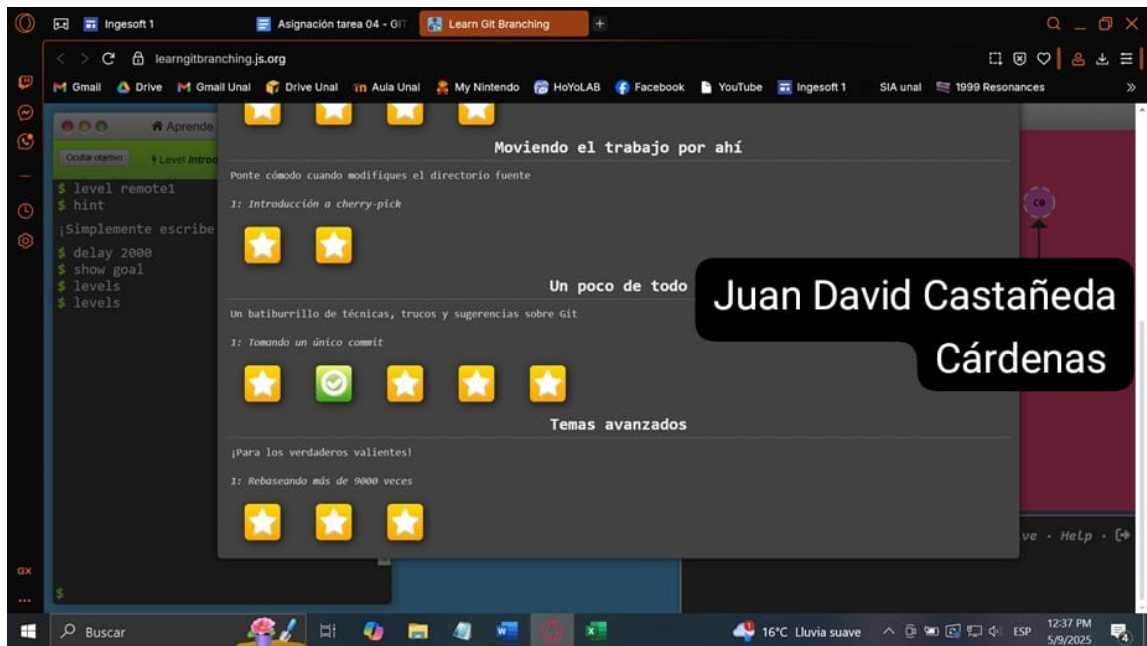 Ingesoft 1
Asignación tarea 04 - GIT
Learn Git Branching
learngitbranching.js.org
Gmail
Drive
Gmail Unal
Drive Unal
Aula Unal
My Nintendo
HoYoLAB
Facebook
YouTube
Ingesoft 1
SIA unal
1999 Resonances
Aprende
Ocultar objetivo
Level Introd
$ level remote1
$ hint
¡Simplemente escribe
$ delay 2000
$ show goal
$ levels
$ levels
$
Moviendo el trabajo por ahí
Ponte cómodo cuando modifiques el directorio fuente
1: Introducción a cherry-pick
Un poco de todo
Un batiburrillo de técnicas, trucos y sugerencias sobre Git
1: Tomando un único commit
Temas avanzados
¡Para los verdaderos valientes!
1: Rebaseando más de 9000 veces
C0
Juan David Castañeda
Cárdenas
ve · Help ·
GX
Buscar
16°C Lluvia suave
ESP
12:37 PM
5/9/2025
4